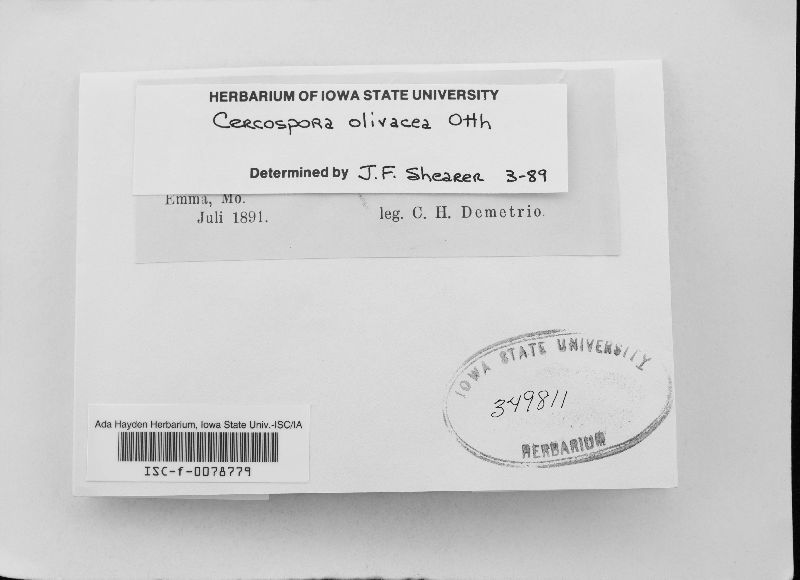 HERBARIUM OF IOWA STATE UNIVERSITY
Cercospora olivacea Otth
Determined by J.F. Shearer 3-89
Emma, Mo.
Juli 1891.
leg. C. H. Demetrio.
IOWA STATE UNIVERSITY
349811
HERBARIUM
Ada Hayden Herbarium, Iowa State Univ.-ISC/IA
ISC-f-0078779